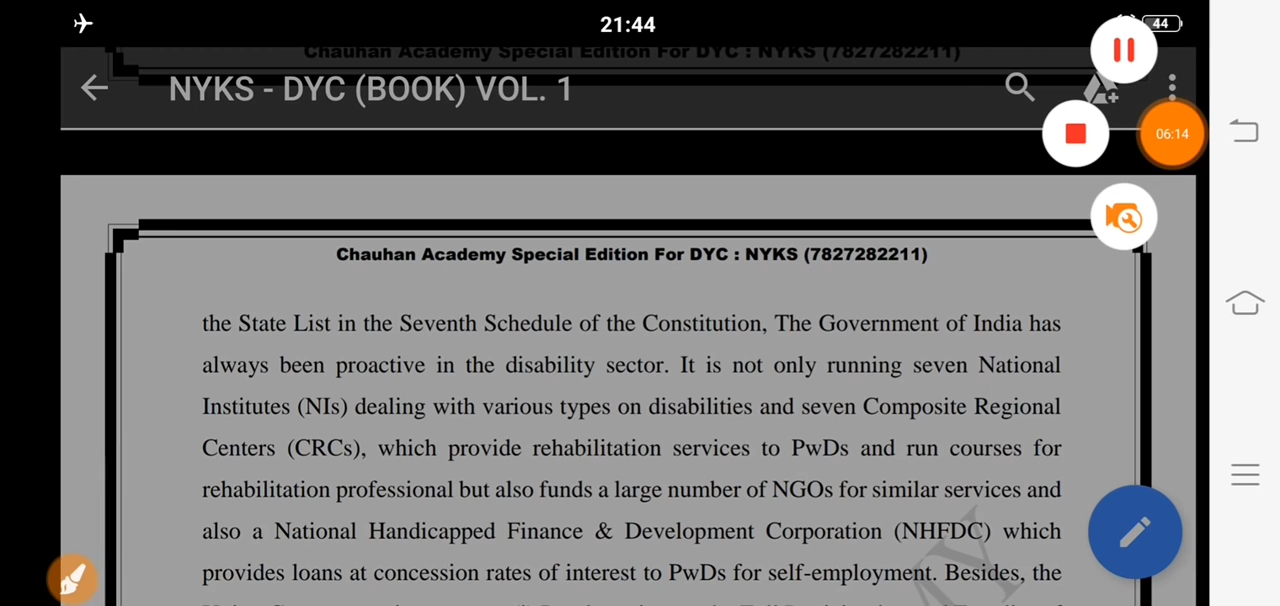 21:44
44
Chauhan Academy Special Edition For DYC : NYKS (7827282211)
NYKS - DYC (BOOK) VOL. 1
06:14
Chauhan Academy Special Edition For DYC : NYKS (7827282211)
the State List in the Seventh Schedule of the Constitution, The Government of India has
always been proactive in the disability sector. It is not only running seven National
Institutes (NIs) dealing with various types on disabilities and seven Composite Regional
Centers (CRCs), which provide rehabilitation services to PwDs and run courses for
rehabilitation professional but also funds a large number of NGOs for similar services and
also a National Handicapped Finance & Development Corporation (NHFDC) which
provides loans at concession rates of interest to PwDs for self-employment. Besides, the